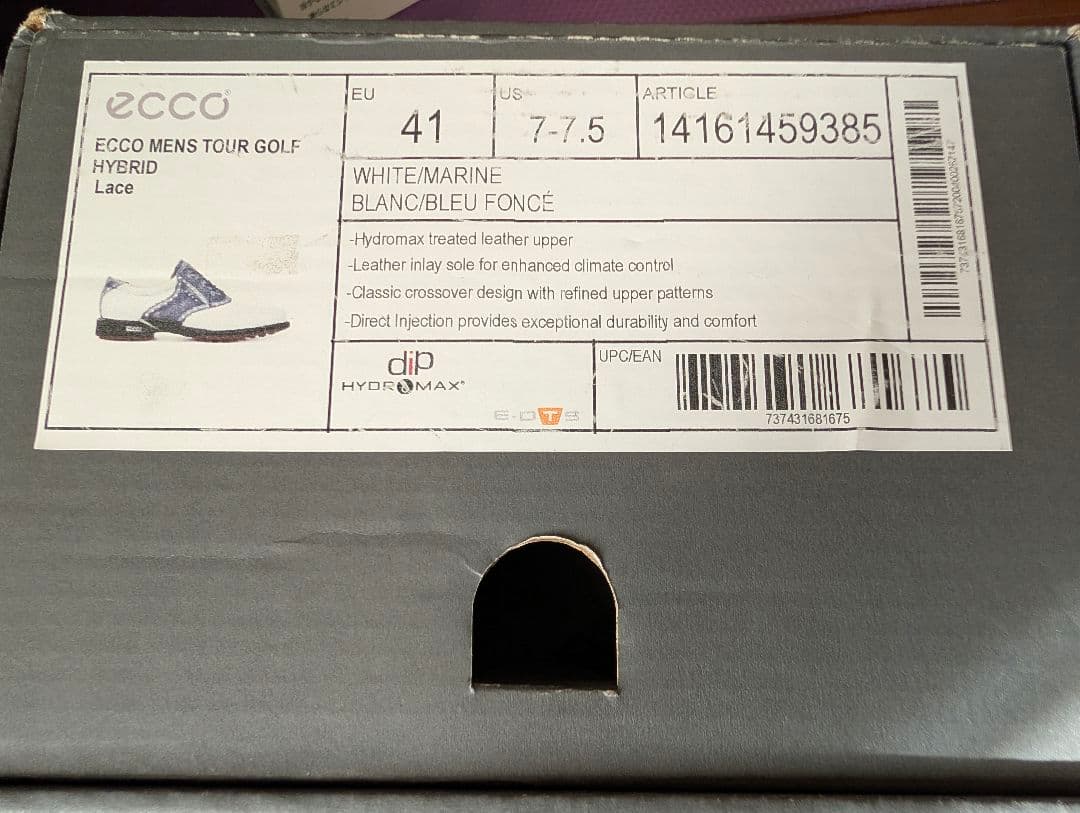 ecco
ECCO MENS TOUR GOLF
HYBRID
Lace
EU
41
US
7-7.5
ARTICLE
14161459385
WHITE/MARINE
BLANC/BLEU FONCÉ
-Hydromax treated leather upper
-Leather inlay sole for enhanced climate control
-Classic crossover design with refined upper patterns
-Direct Injection provides exceptional durability and comfort
dip
HYDROMAX®
E-DTS
UPC/EAN
737431681675